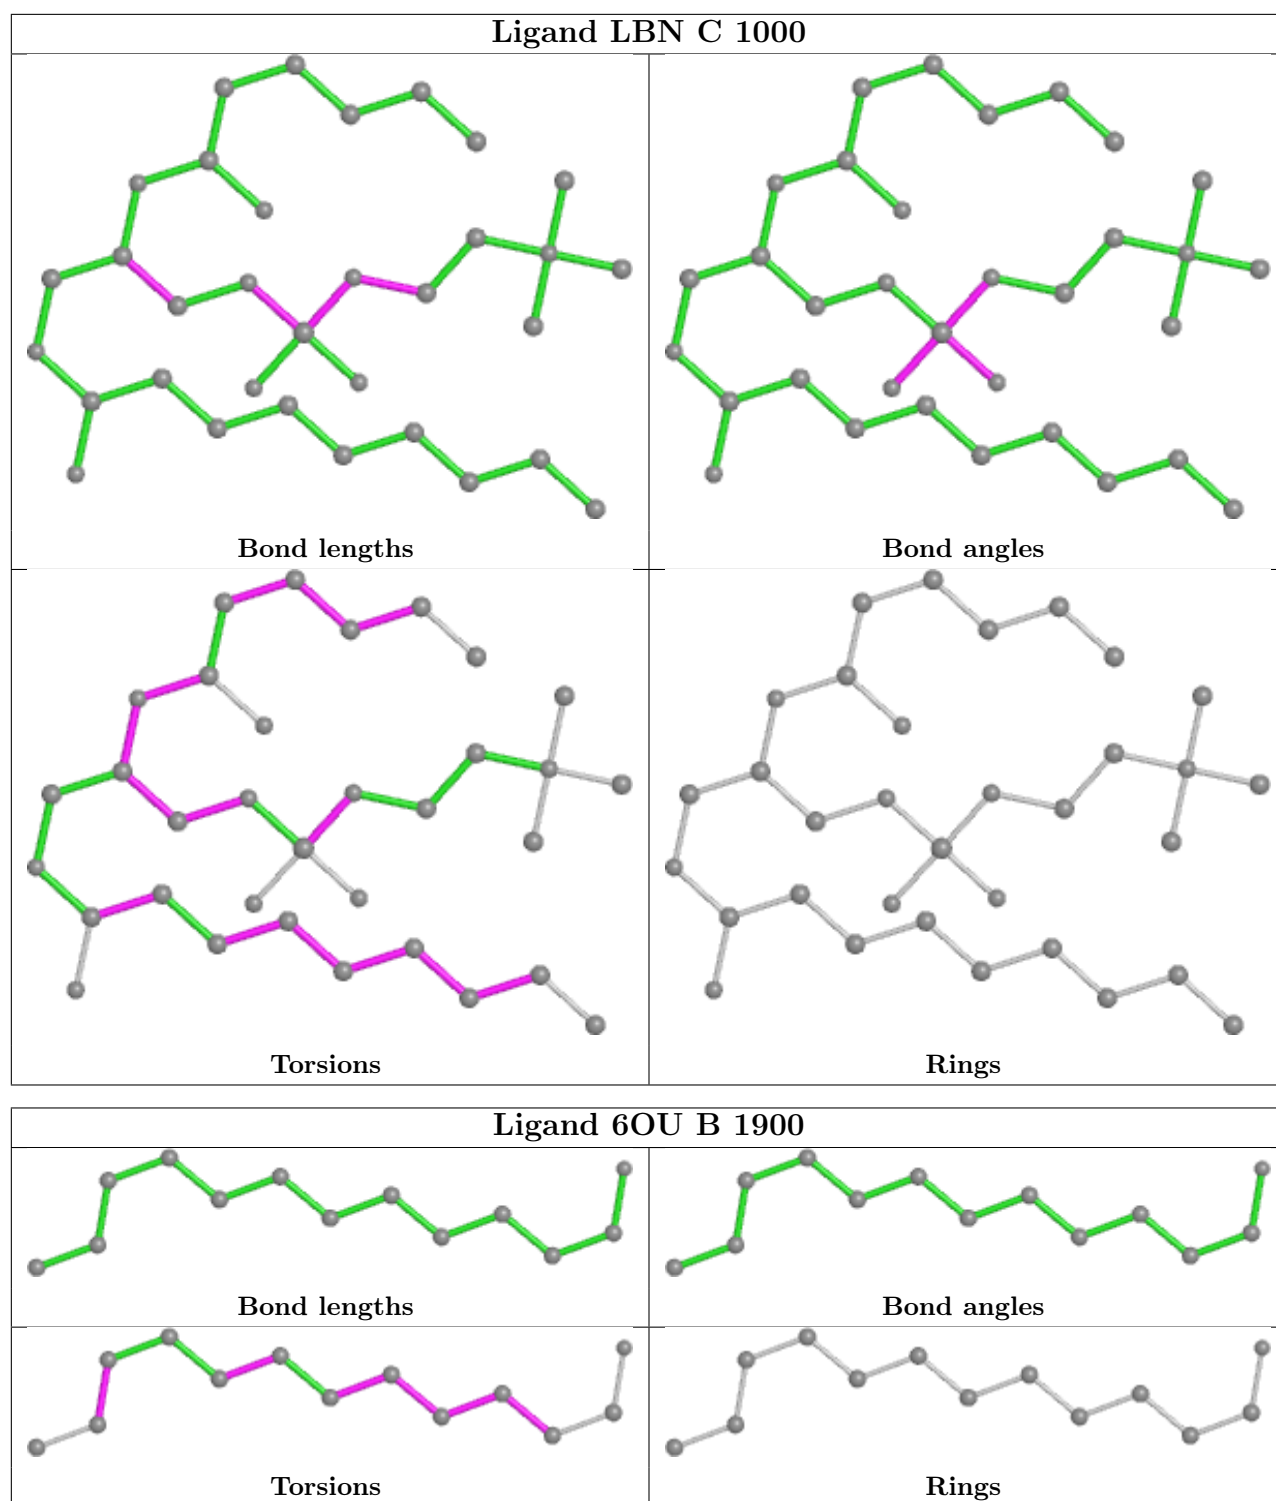 Ligand LBN C 1000
Bond lengths
Bond angles
Torsions
Rings
Ligand 6OU B 1900
Bond lengths
Bond angles
Torsions
Rings